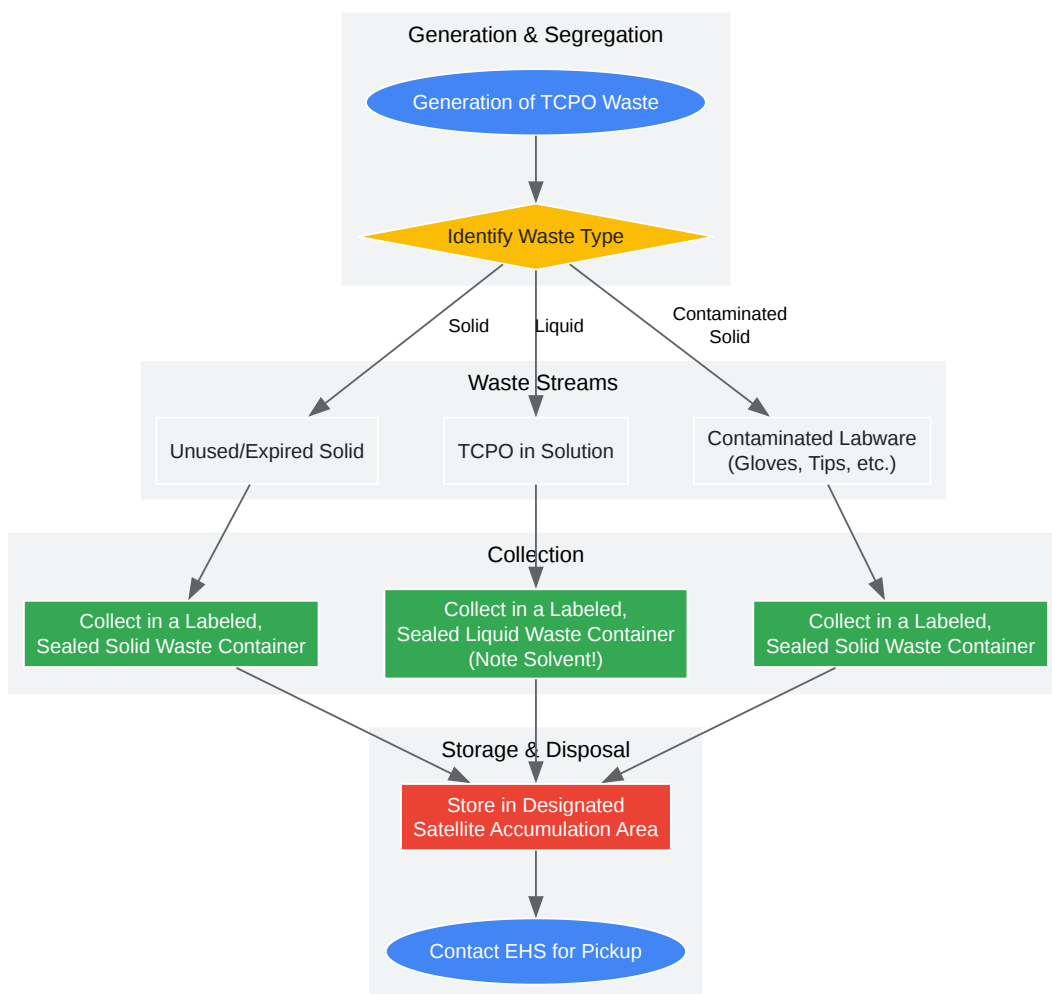 Generation & Segregation
Generation of TCPO Waste
Identify Waste Type
Solid
Liquid
Contaminated
Solid
Waste Streams
Unused/Expired Solid
TCPO in Solution
Contaminated Labware
(Gloves, Tips, etc.)
Collection
Collect in a Labeled,
Sealed Solid Waste Container
Collect in a Labeled,
Sealed Liquid Waste Container
(Note Solvent!)
Collect in a Labeled,
Sealed Solid Waste Container
Storage & Disposal
Store in Designated
Satellite Accumulation Area
Contact EHS for Pickup